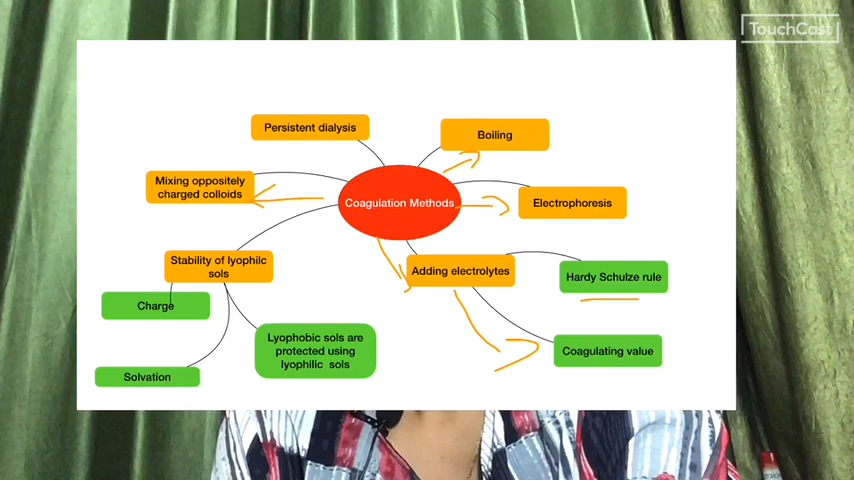 TouchCast
Persistent dialysis
Boiling
Mixing oppositely
charged colloids
Coagulation Methods
Electrophoresis
Stability of lyophilc
sols
Adding electrolytes
Hardy Schulze rule
Charge
Lyophobic sols are
protected using
lyophilic sols
Coagulating value
Solvation